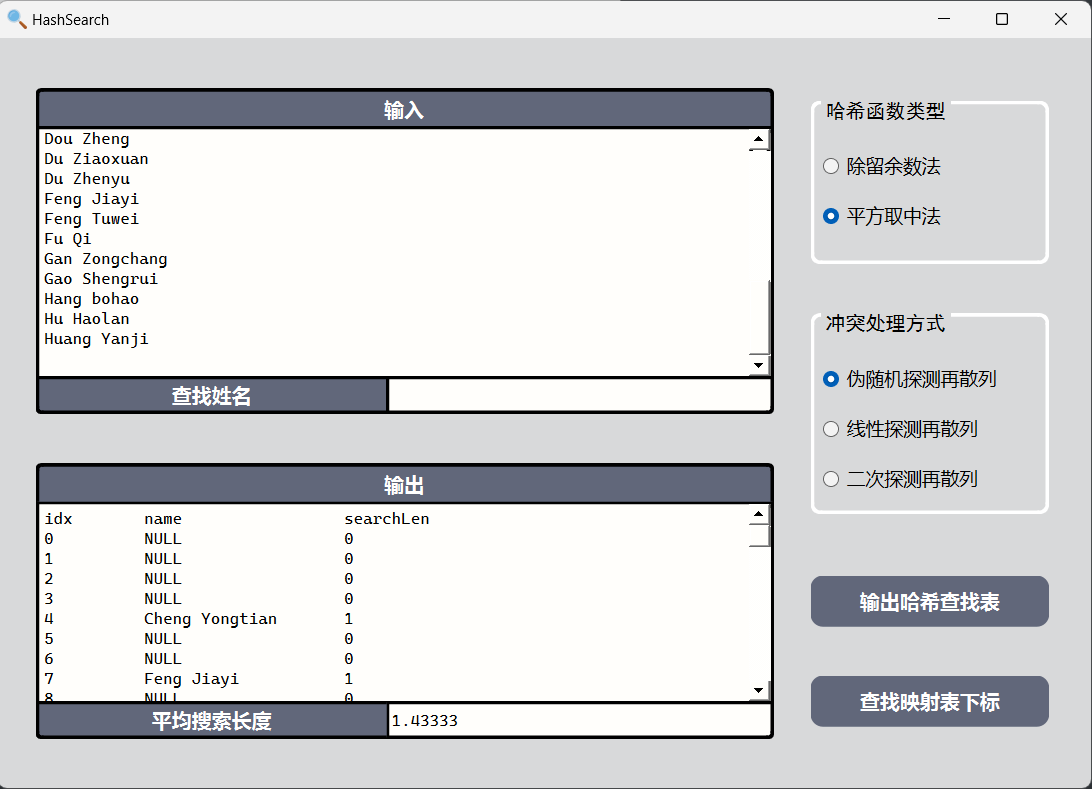 HashSearch
输入
Dou Zheng
Du Ziaoxuan
Du Zhenyu
Feng Jiayi
Feng Tuwei
Fu Qi
Gan Zongchang
Gao Shengrui
Hang bohao
Hu Haolan
Huang Yanji
查找姓名
输出
idx name searchLen
0 NULL 0
1 NULL 0
2 NULL 0
3 NULL 0
4 Cheng Yongtian 1
5 NULL 0
6 NULL 0
7 Feng Jiayi 1
8 NULL 0
平均搜索长度 1.43333
哈希函数类型
除留余数法
平方取中法
冲突处理方式
伪随机探测再散列
线性探测再散列
二次探测再散列
输出哈希查找表
查找映射表下标